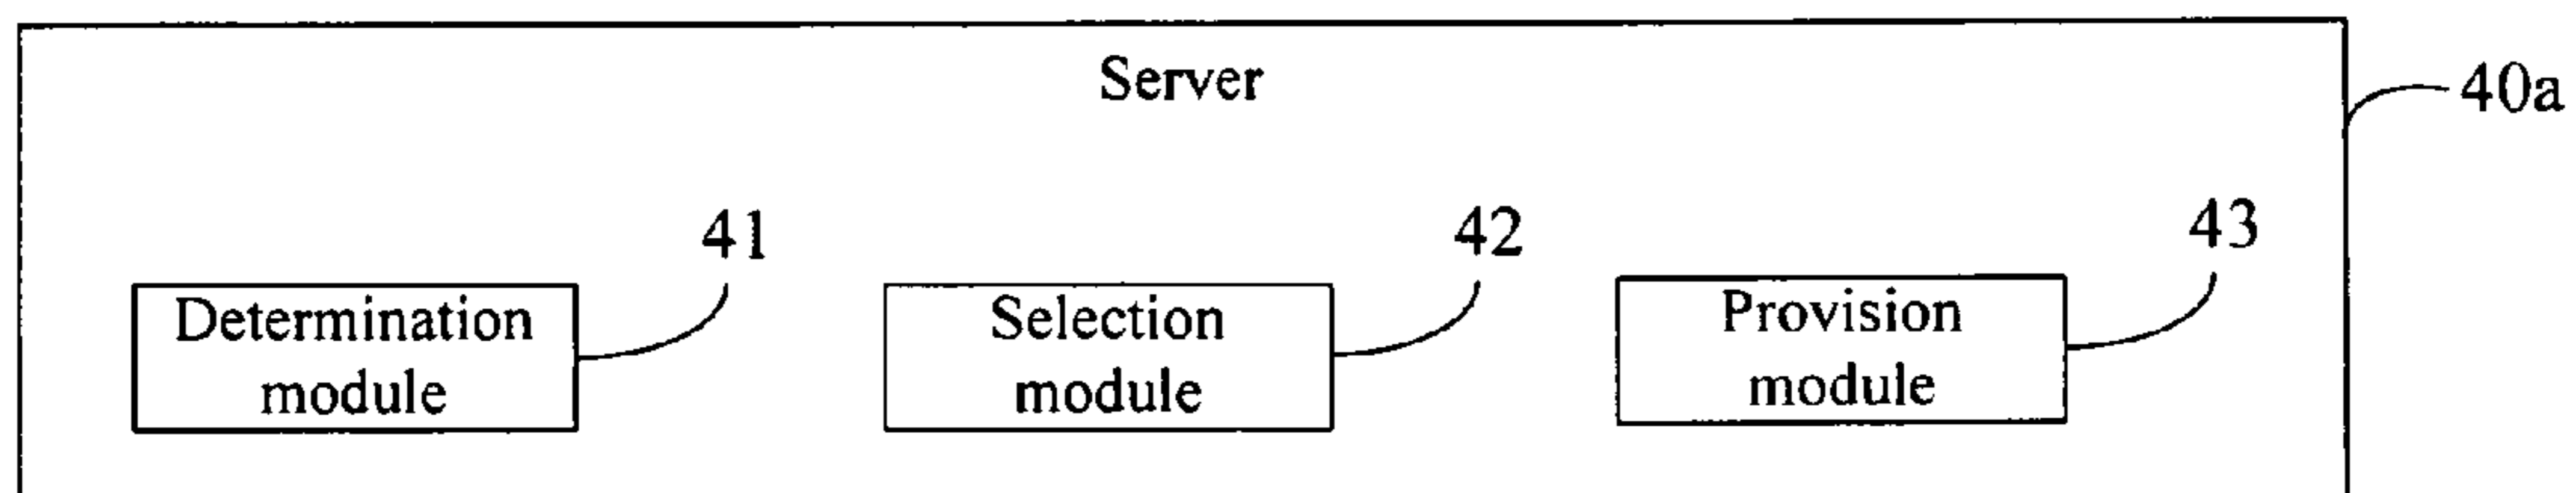 Server
40a
41
42
43
Determination
module
Selection
module
Provision
module